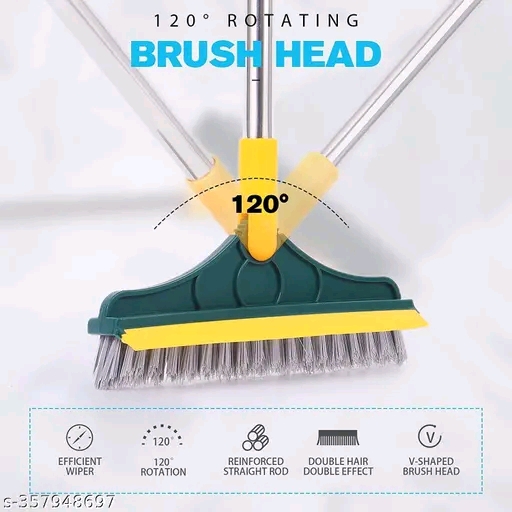 120° ROTATING
BRUSH HEAD
120°
120°
EFFICIENT
WIPER
120°
ROTATION
REINFORCED
STRAIGHT ROD
DOUBLE HAIR
DOUBLE EFFECT
V
V-SHAPED
BRUSH HEAD
s-357948697